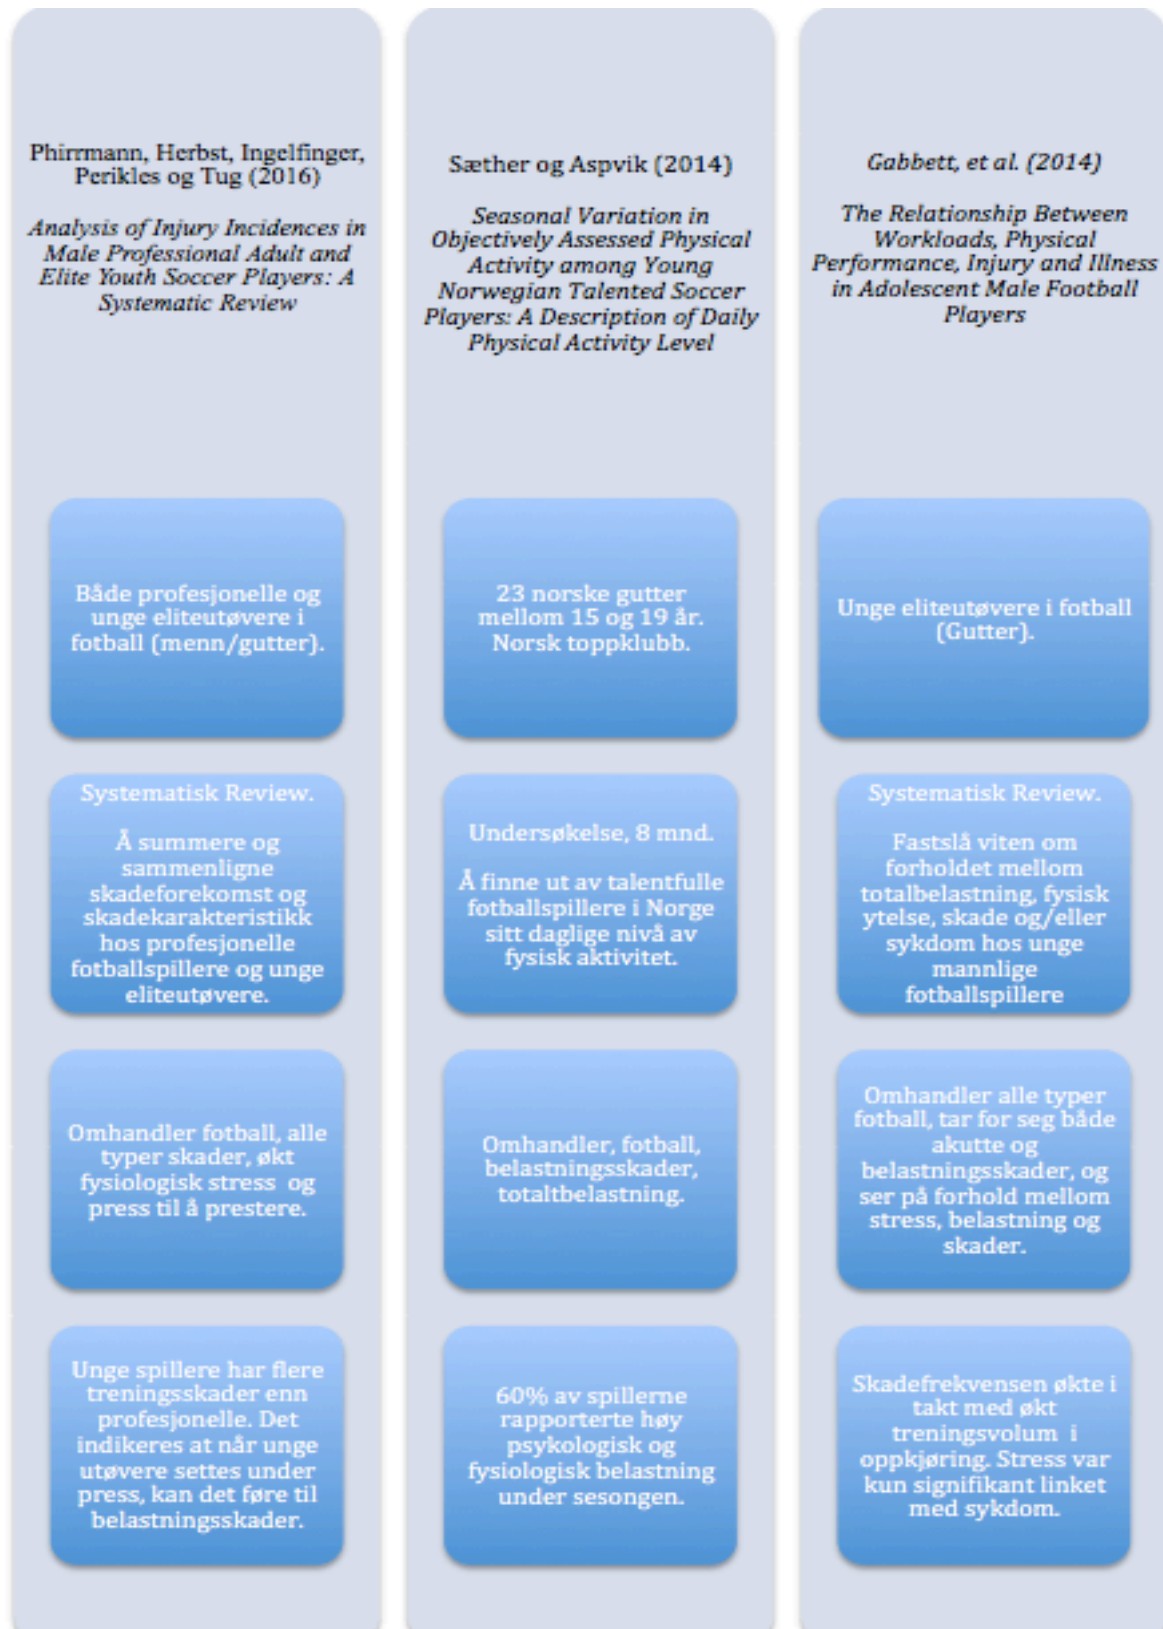 Phirrmann, Herbst, Ingelfinger,
Perikles og Tug (2016)
Analysis of Injury Incidences in
Male Professional Adult and
Elite Youth Soccer Players: A
Systematic Review
Både profesjonelle og
unge eliteutøvere i
fotball (menn/gutter).
Systematisk Review.
Å summere og
sammenligne
skadeforekomst og
skadekarakteristikk
hos profesjonelle
fotballspillere og unge
eliteutøvere.
Omhandler fotball, alle
typer skader, økt
fysiologisk stress og
press til å prestere.
Unge spillere har flere
treningsskader enn
profesjonelle. Det
indikeres at når unge
utøvere settes under
press, kan det føre til
belastningsskader.
Sæther og Aspvik (2014)
Seasonal Variation in
Objectively Assessed Physical
Activity among Young
Norwegian Talented Soccer
Players: A Description of Daily
Physical Activity Level
23 norske gutter
mellom 15 og 19 år.
Norsk toppklubb.
Undersøkelse, 8 mnd.
Å finne ut av talentfulle
fotballspillere i Norge
sitt daglige nivå av
fysisk aktivitet.
Omhandler, fotball,
belastningsskader,
totaltbelastning.
60% av spillerne
rapporterte høy
psykologisk og
fysiologisk belastning
under sesongen.
Gabbett, et al. (2014)
The Relationship Between
Workloads, Physical
Performance, Injury and Illness
in Adolescent Male Football
Players
Unge eliteutøvere i fotball
(Gutter).
Systematisk Review.
Fastslå viten om
forholdet mellom
totalbelastning, fysisk
ytelse, skade og/eller
sykdom hos unge
mannlige
fotballspillere
Omhandler alle typer
fotball, tar for seg både
akutte og
belastningsskader, og
ser på forhold mellom
stress, belastning og
skader.
Skadefrekvensen økte i
takt med økt
treningsvolum i
oppkjøring. Stress var
kun signifikant linket
med sykdom.